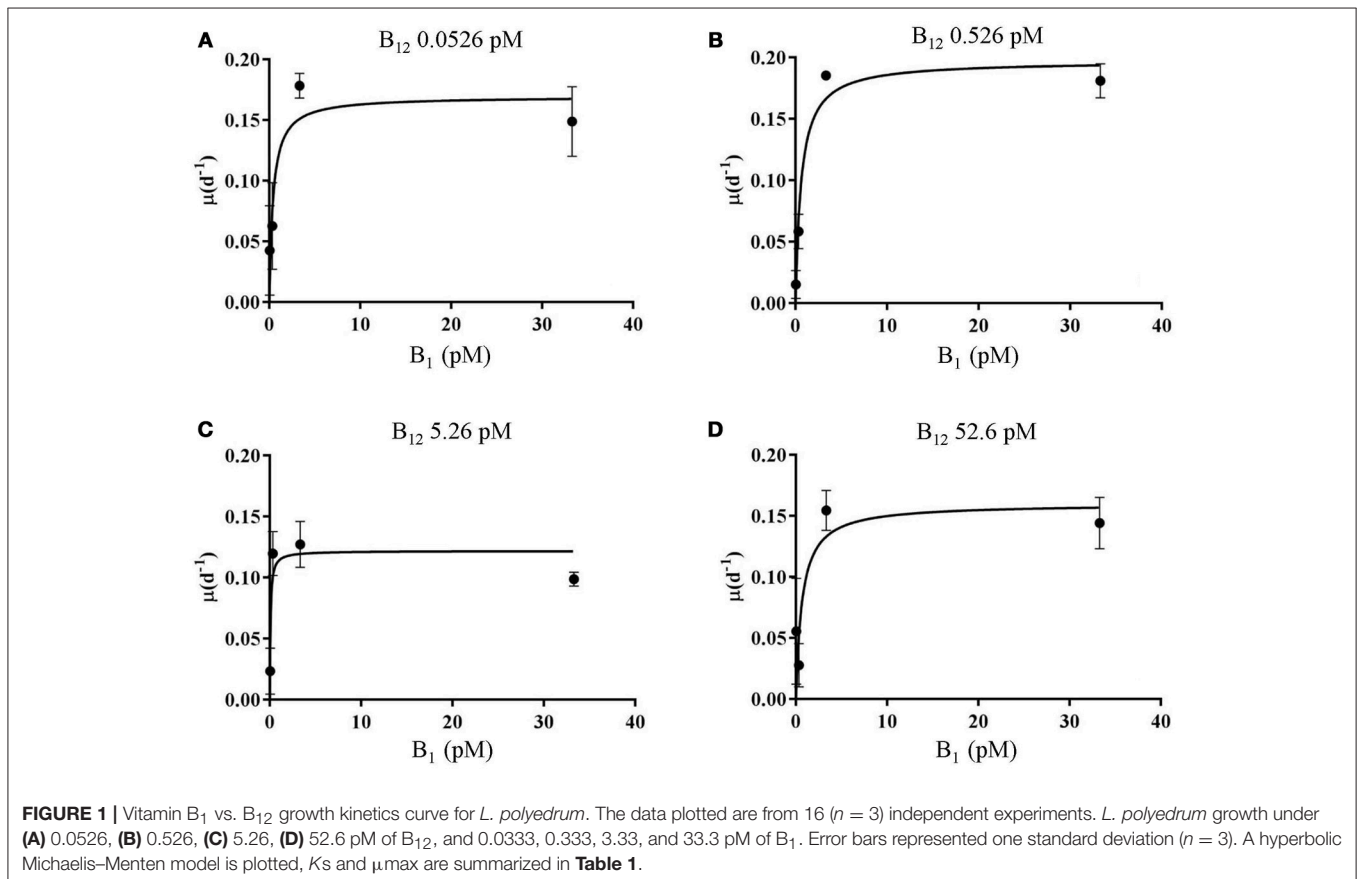 A
B₁₂ 0.0526 pM
0.20
0.15
0.10
0.05
0.00
μ(d⁻¹)
0
10
20
30
40
B₁ (pM)
B
B₁₂ 0.526 pM
0.20
0.15
0.10
0.05
0.00
μ(d⁻¹)
0
10
20
30
40
B₁ (pM)
C
B₁₂ 5.26 pM
0.20
0.15
0.10
0.05
0.00
μ(d⁻¹)
0
10
20
30
40
B₁ (pM)
D
B₁₂ 52.6 pM
0.20
0.15
0.10
0.05
0.00
μ(d⁻¹)
0
10
20
30
40
B₁ (pM)
FIGURE 1 | Vitamin B₁ vs. B₁₂ growth kinetics curve for L. polyedrum. The data plotted are from 16 (n = 3) independent experiments. L. polyedrum growth under
(A) 0.0526, (B) 0.526, (C) 5.26, (D) 52.6 pM of B₁₂, and 0.0333, 0.333, 3.33, and 33.3 pM of B₁. Error bars represented one standard deviation (n = 3). A hyperbolic
Michaelis–Menten model is plotted, Ks and μmax are summarized in Table 1.